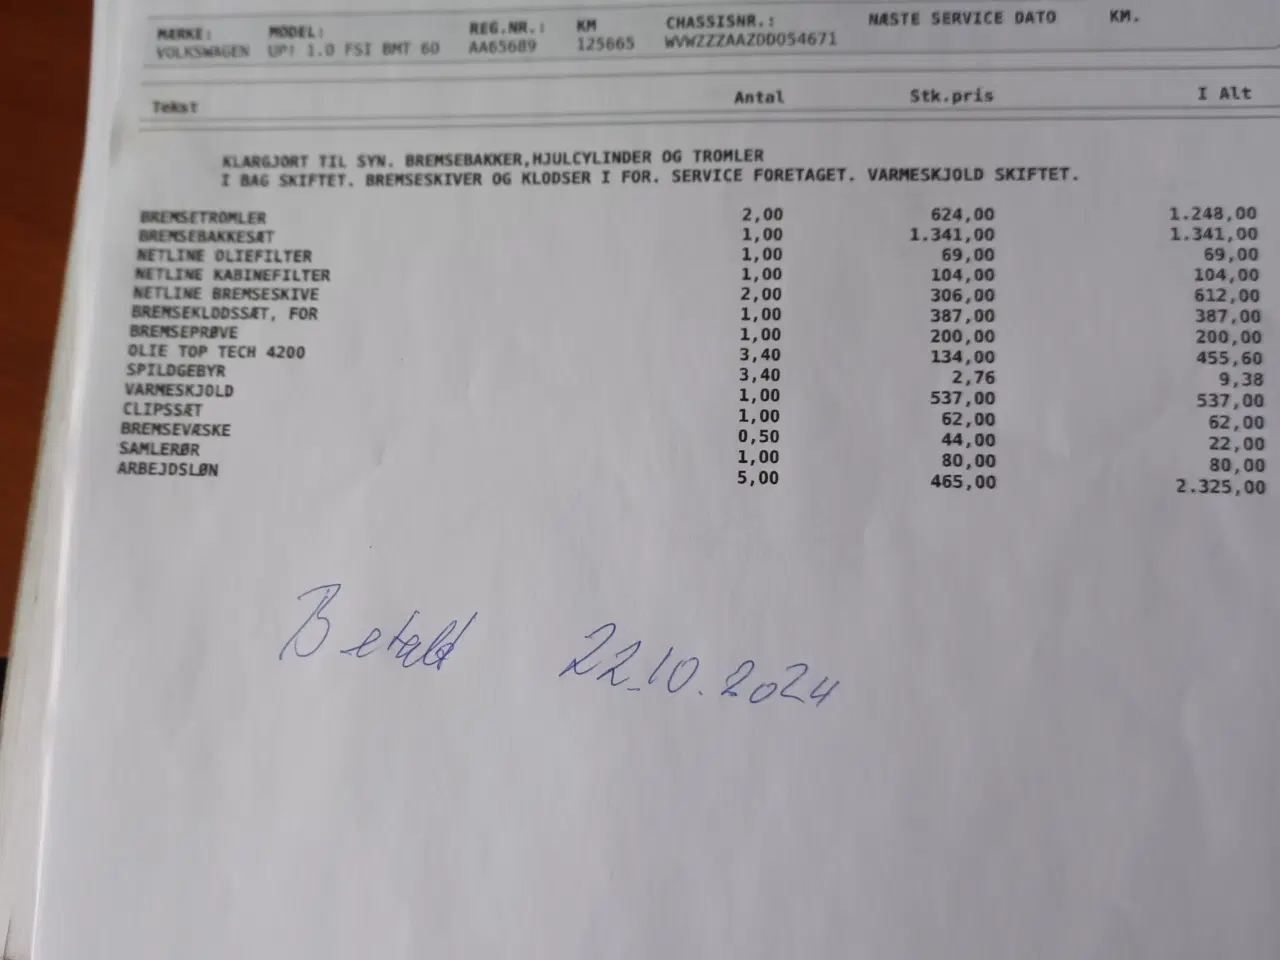 MÆRKE: MODEL: REG.NR.: KM CHASSISNR.: NÆSTE SERVICE DATO KM.
VOLKSWAGEN UP! 1.0 FSI BMT 60 AA65689 125665 WVWZZZAAZDD054671
Tekst Antal Stk.pris I Alt
KLARGJORT TIL SYN. BREMSEBAKKER,HJULCYLINDER OG TROMLER
I BAG SKIFTET. BREMSESKIVER OG KLODSER I FOR. SERVICE FORETAGET. VARMESKJOLD SKIFTET.
BREMSETROMLER 2,00 624,00 1.248,00
BREMSEBAKKESÆT 1,00 1.341,00 1.341,00
NETLINE OLIEFILTER 1,00 69,00 69,00
NETLINE KABINEFILTER 1,00 104,00 104,00
NETLINE BREMSESKIVE 2,00 306,00 612,00
BREMSEKLODSSÆT, FOR 1,00 387,00 387,00
BREMSEPRØVE 1,00 200,00 200,00
OLIE TOP TECH 4200 3,40 134,00 455,60
SPILDGEBYR 3,40 2,76 9,38
VARMESKJOLD 1,00 537,00 537,00
CLIPSSÆT 1,00 62,00 62,00
BREMSEVÆSKE 0,50 44,00 22,00
SAMLERØR 1,00 80,00 80,00
ARBEJDSLØN 5,00 465,00 2.325,00
Betalt 22.10.2024